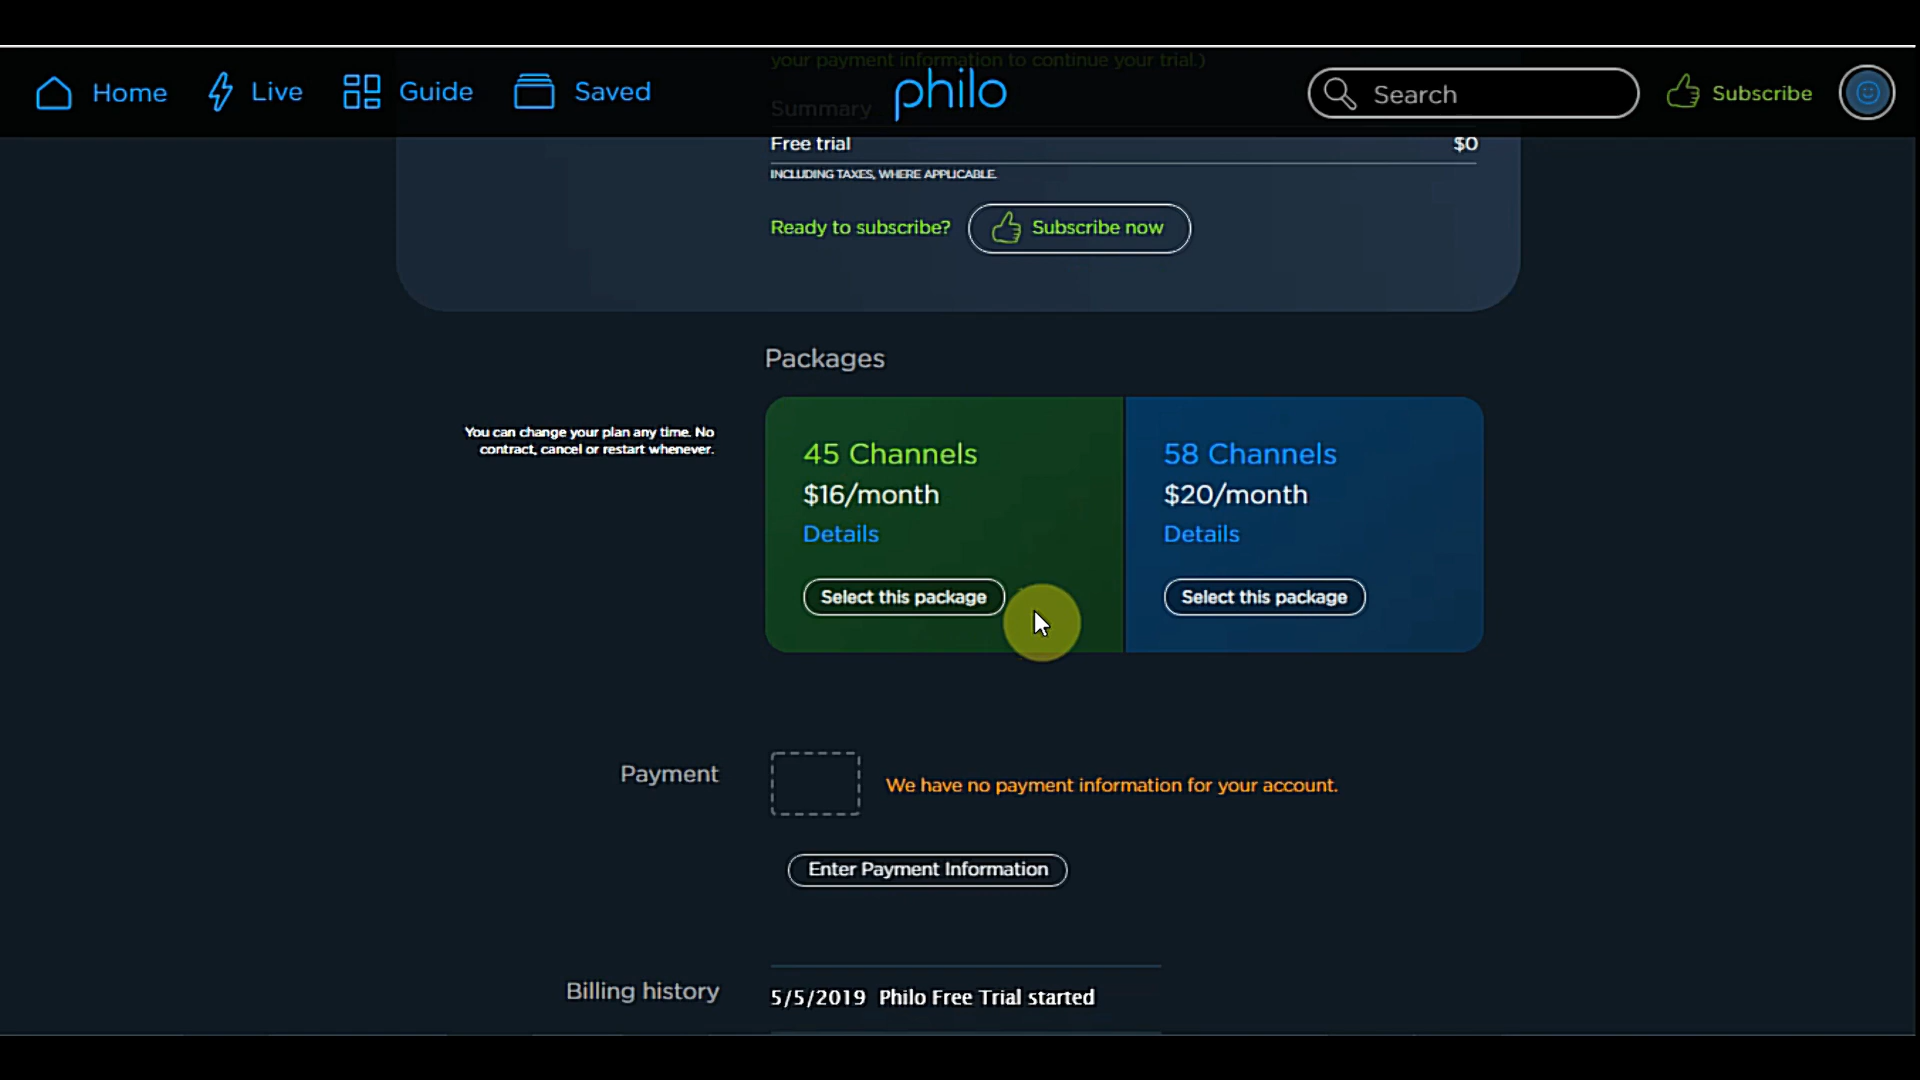 your payment information to continue your trial.)
Home
Live
Guide
Saved
philo
Search
Subscribe
Summary
Free trial
$0
INCLUDING TAXES, WHERE APPLICABLE.
Ready to subscribe?
Subscribe now
Packages
You can change your plan any time. No
contract, cancel or restart whenever.
45 Channels
$16/month
Details
Select this package
58 Channels
$20/month
Details
Select this package
Payment
We have no payment information for your account.
Enter Payment Information
Billing history
5/5/2019 Philo Free Trial started